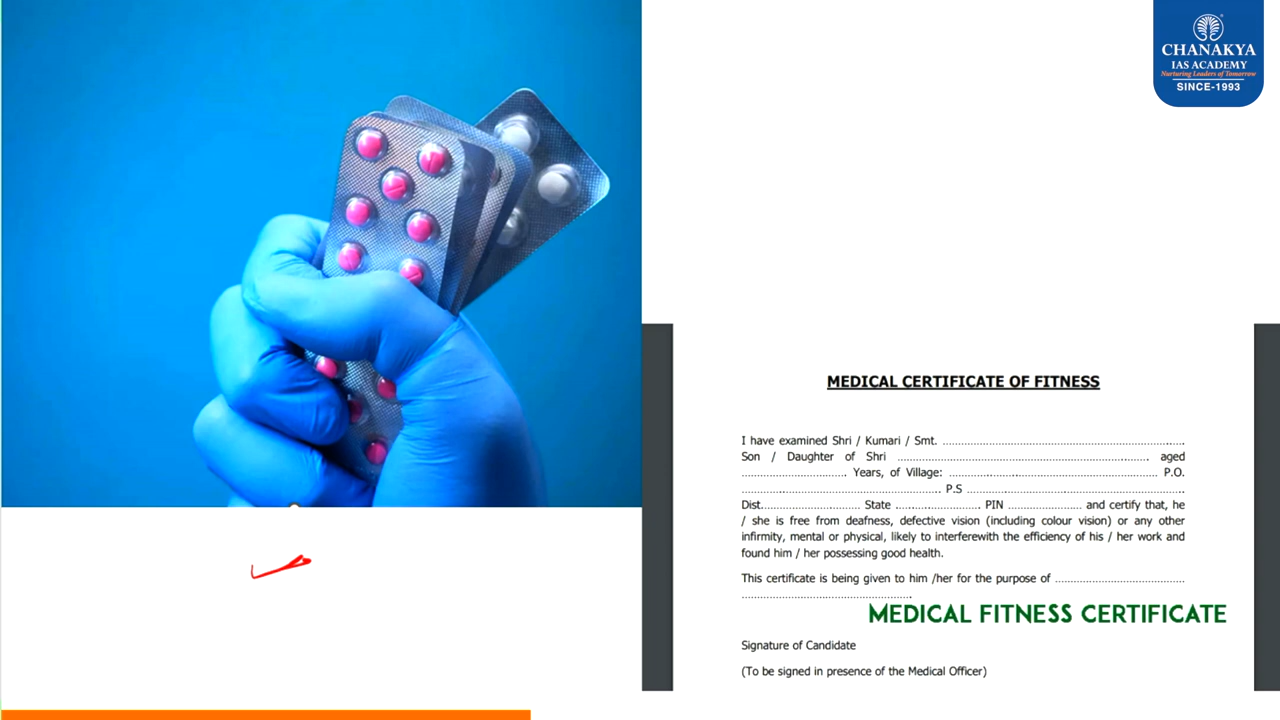 CHANAKYA
IAS ACADEMY
Nurturing Leaders of Tomorrow
SINCE-1993
MEDICAL CERTIFICATE OF FITNESS
I have examined Shri / Kumari / Smt. ................................................................................
Son / Daughter of Shri ................................................................................ aged
................................... Years, of Village: ..................................................................... P.O.
.................................................................. P.S .........................................................................
Dist................................. State ............................ PIN ......................... and certify that, he
/ she is free from deafness, defective vision (including colour vision) or any other
infirmity, mental or physical, likely to interferewith the efficiency of his / her work and
found him / her possessing good health.
This certificate is being given to him /her for the purpose of ...........................................
.........................................................
MEDICAL FITNESS CERTIFICATE
Signature of Candidate
(To be signed in presence of the Medical Officer)